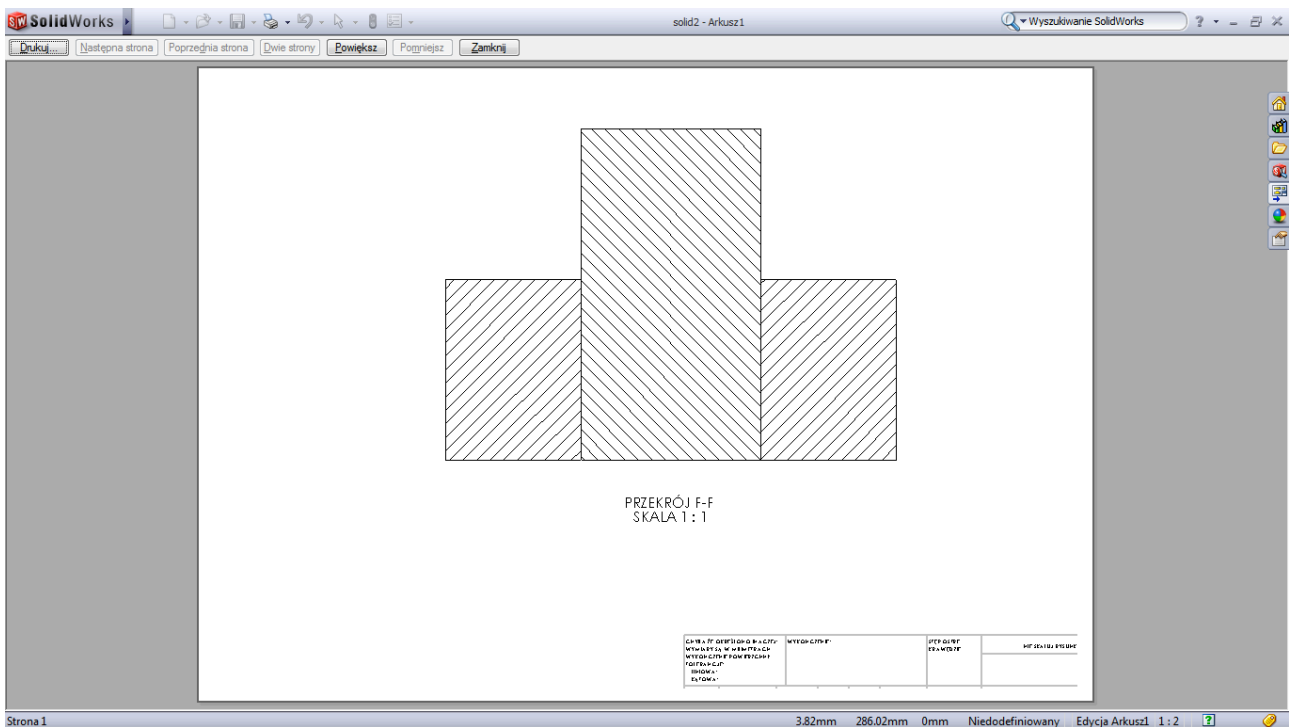 SolidWorks
solid2 - Arkusz1
Wyszukiwanie SolidWorks
Drukuj... Następna strona Poprzednia strona Dwie strony Powiększ Pomniejsz Zamknij
PRZEKRÓJ F-F
SKALA 1 : 1
Strona 1
3.82mm 286.02mm 0mm Niedodefiniowany Edycja Arkusz1 1 : 2